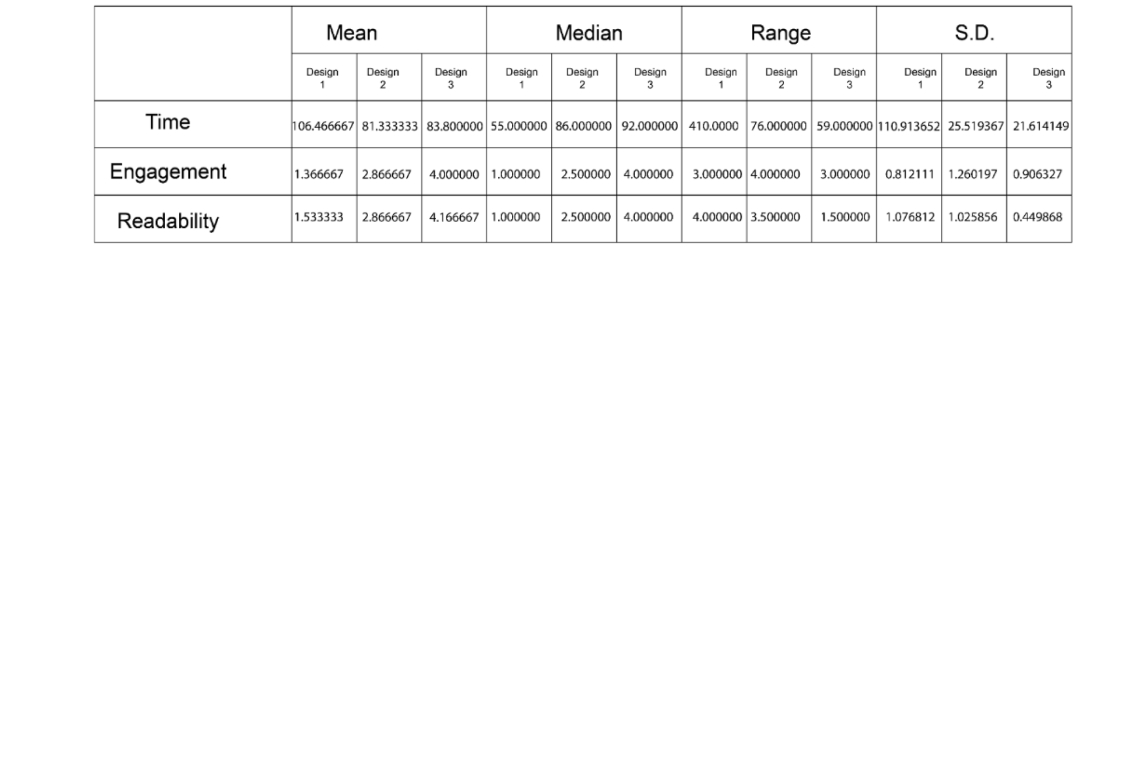 Mean Median Range S.D.
Design 1 Design 2 Design 3 Design 1 Design 2 Design 3 Design 1 Design 2 Design 3 Design 1 Design 2 Design 3
Time 106.466667 81.333333 83.800000 55.000000 86.000000 92.000000 410.0000 76.000000 59.000000 110.913652 25.519367 21.614149
Engagement 1.366667 2.866667 4.000000 1.000000 2.500000 4.000000 3.000000 4.000000 3.000000 0.812111 1.260197 0.906327
Readability 1.533333 2.866667 4.166667 1.000000 2.500000 4.000000 4.000000 3.500000 1.500000 1.076812 1.025856 0.449868